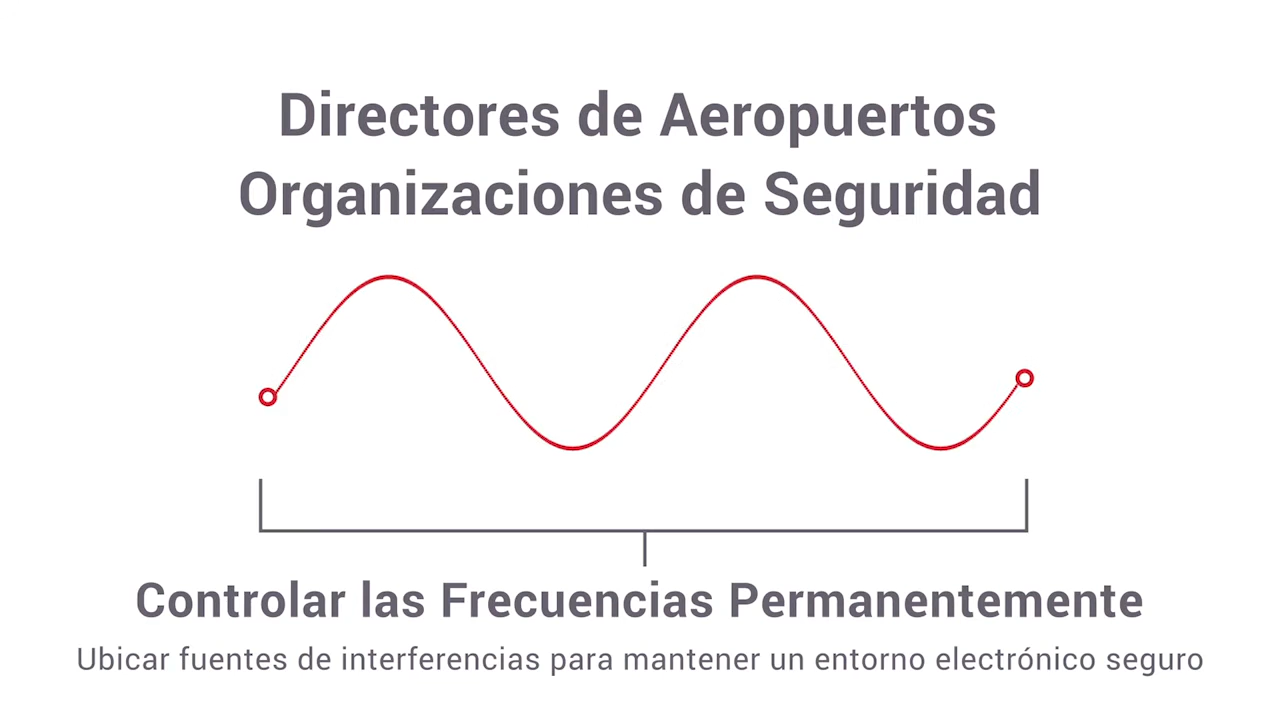 Directores de Aeropuertos
Organizaciones de Seguridad
Controlar las Frecuencias Permanentemente
Ubicar fuentes de interferencias para mantener un entorno electrónico seguro